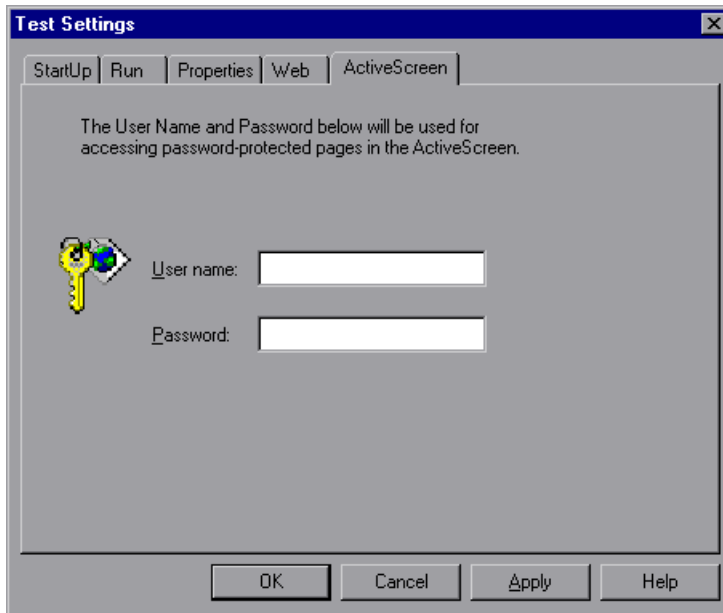 Test Settings
StartUp Run Properties Web ActiveScreen
The User Name and Password below will be used for
accessing password-protected pages in the ActiveScreen.
User name:
Password:
OK Cancel Apply Help